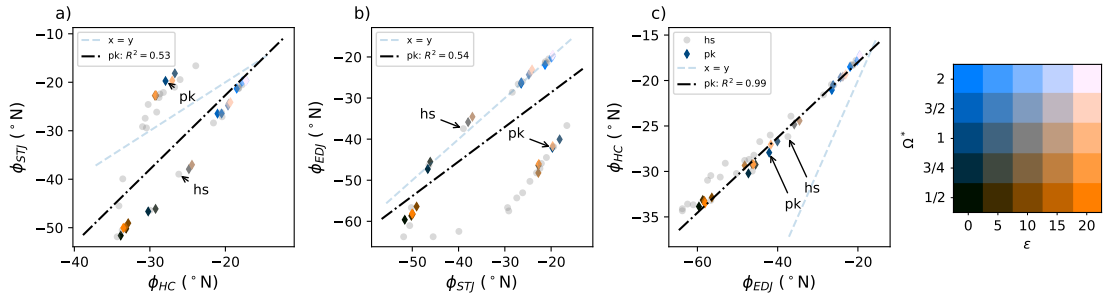 a)
x = y
pk: R² = 0.53
pk
hs
−10
−20
−30
−40
−50
ϕSTJ (°N)
−40
−30
−20
ϕHC (°N)
b)
x = y
pk: R² = 0.54
hs
pk
−20
−30
−40
−50
−60
ϕEDJ (°N)
−50
−40
−30
−20
ϕSTJ (°N)
c)
hs
pk
x = y
pk: R² = 0.99
hs
pk
−15
−20
−25
−30
−35
ϕHC (°N)
−60
−40
−20
ϕEDJ (°N)
2
3/2
1
3/4
1/2
Ω*
0 5 10 15 20
ε